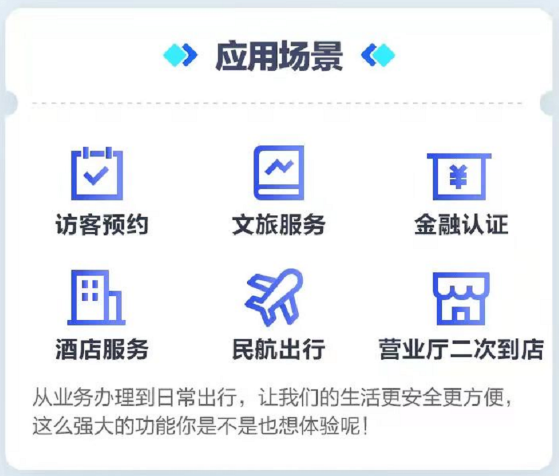 应用场景
访客预约 文旅服务 金融认证
酒店服务 民航出行 营业厅二次到店
从业务办理到日常出行，让我们的生活更安全更方便，
这么强大的功能你是不是也想体验呢！